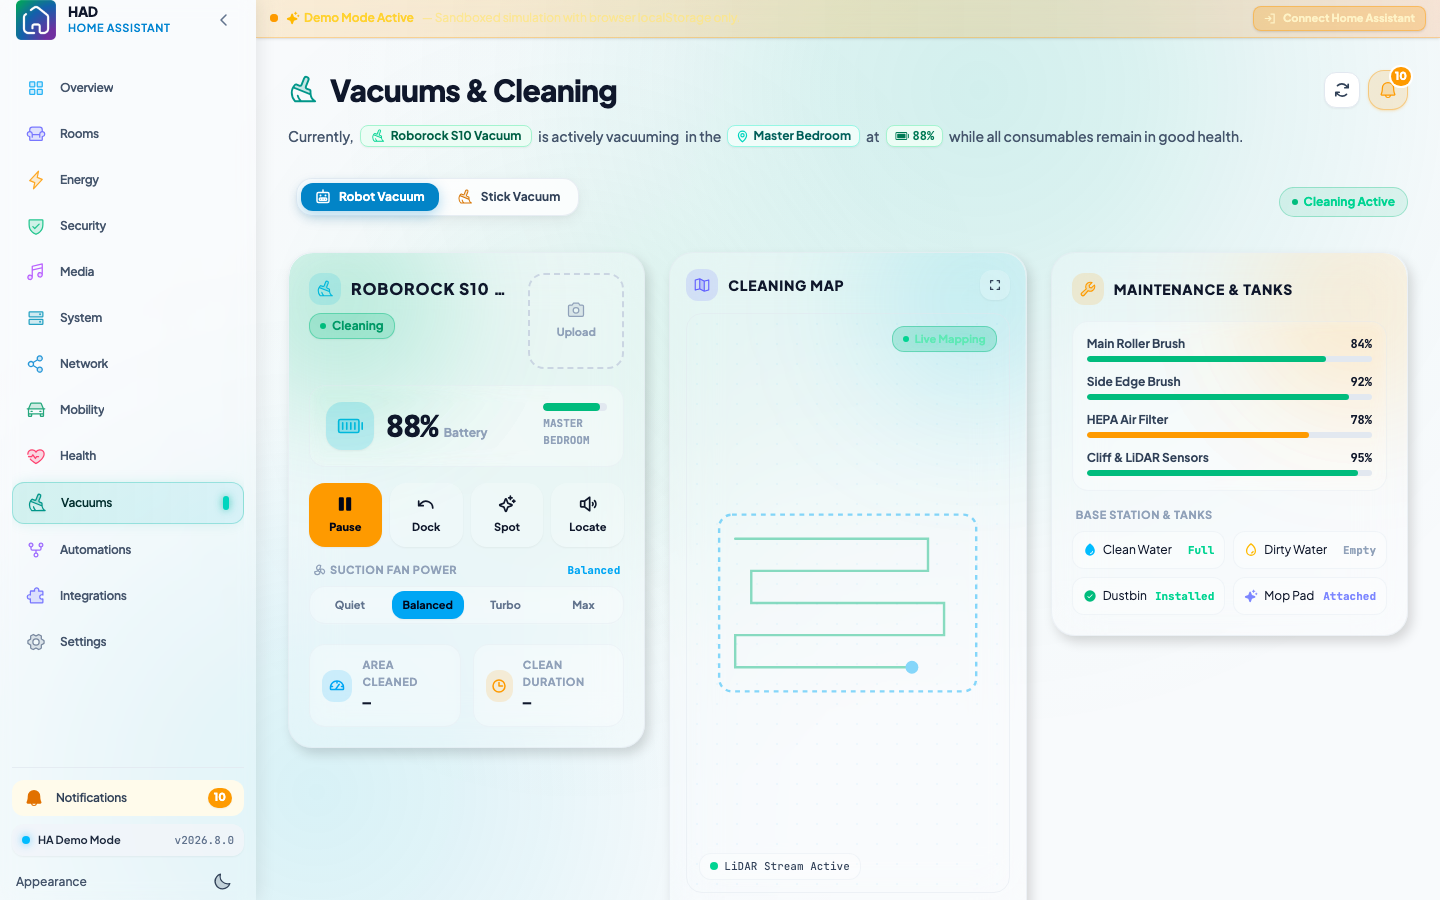 HAD
HOME ASSISTANT
Overview
Rooms
Energy
Security
Media
System
Network
Mobility
Health
Vacuums
Automations
Integrations
Settings
Notifications 10
HA Demo Mode v2026.8.0
Appearance
Demo Mode Active
Connect Home Assistant
Vacuums & Cleaning
10
Currently, Roborock S10 Vacuum is actively vacuuming in the Master Bedroom at 88% while all consumables remain in good health.
Robot Vacuum Stick Vacuum
Cleaning Active
ROBOROCK S10 ...
Cleaning
Upload
88% Battery
MASTER
BEDROOM
Pause Dock Spot Locate
SUCTION FAN POWER Balanced
Quiet Balanced Turbo Max
AREA
CLEANED
–
CLEAN
DURATION
–
CLEANING MAP
Live Mapping
LiDAR Stream Active
MAINTENANCE & TANKS
Main Roller Brush 84%
Side Edge Brush 92%
HEPA Air Filter 78%
Cliff & LiDAR Sensors 95%
BASE STATION & TANKS
Clean Water Full
Dirty Water Empty
Dustbin Installed
Mop Pad Attached